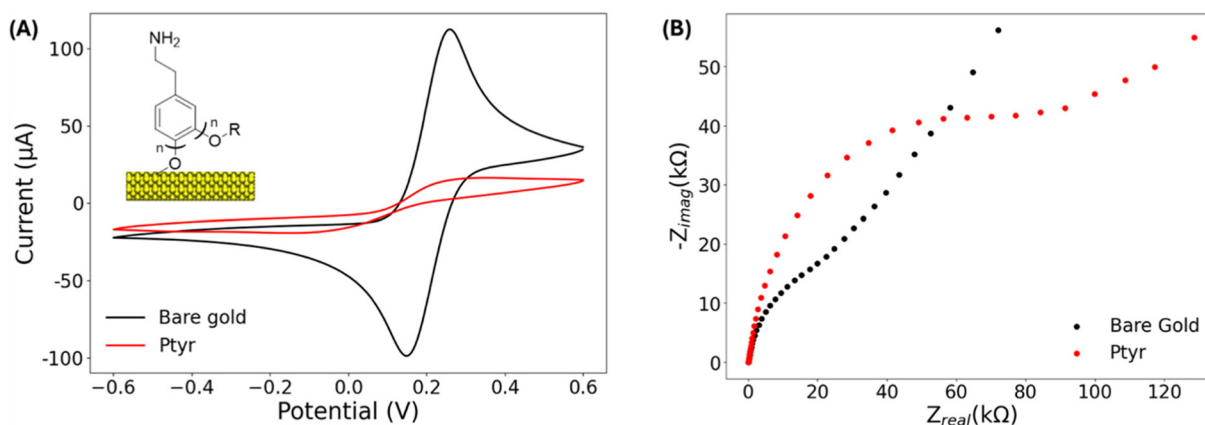 (A)
100
50
0
-50
-100
Current (µA)
NH2
n
O
R
n
O
Bare gold
Ptyr
−0.6
−0.4
−0.2
0.0
0.2
0.4
0.6
Potential (V)
(B)
50
40
30
20
10
0
-Zimag(kΩ)
Bare Gold
Ptyr
0
20
40
60
80
100
120
Zreal(kΩ)